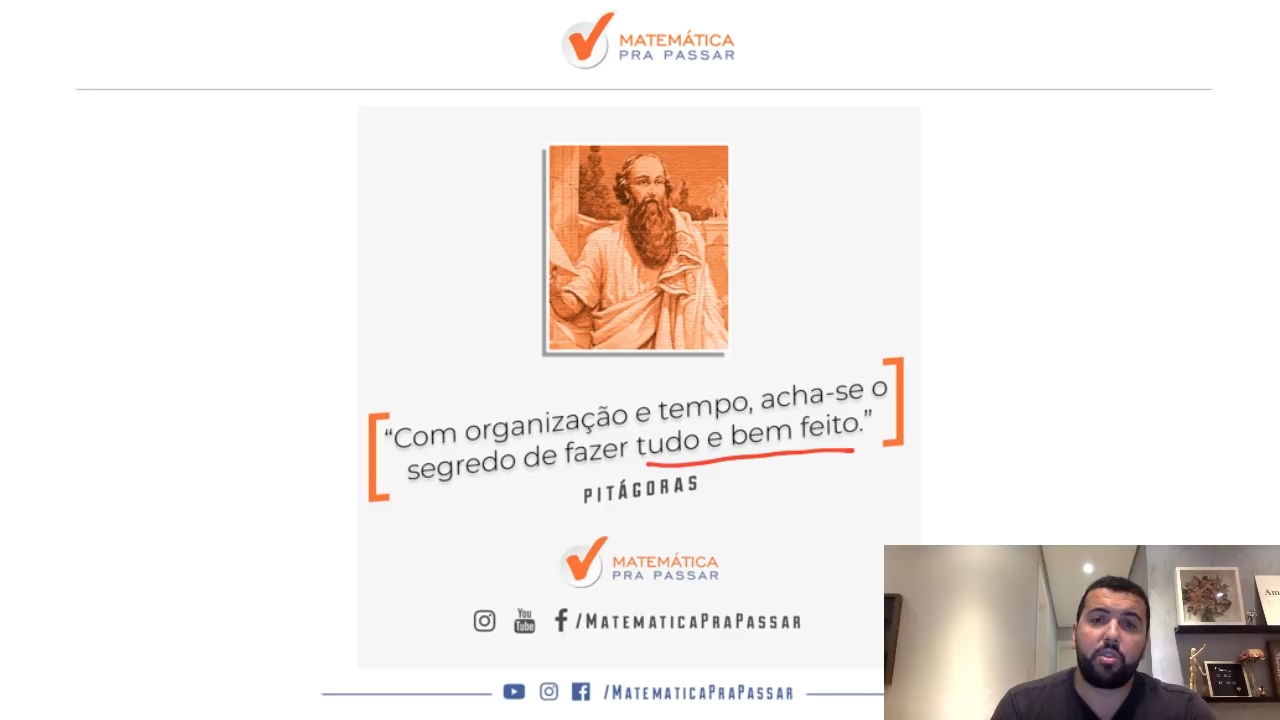 MATEMÁTICA
PRA PASSAR
“Com organização e tempo, acha-se o
segredo de fazer tudo e bem feito.”
PITÁGORAS
MATEMÁTICA
PRA PASSAR
You
Tube
/MATEMATICAPRAPASSAR
/MATEMATICAPRAPASSAR
Am